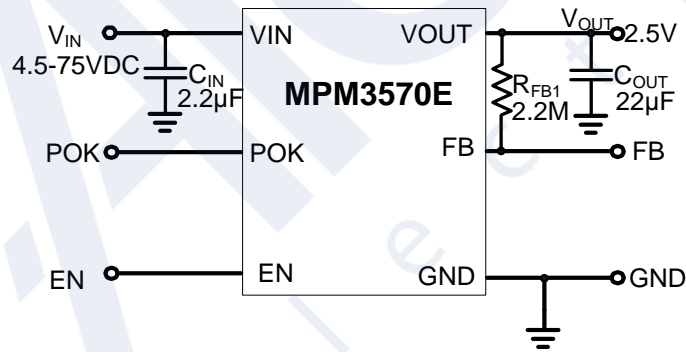 VIN
4.5-75VDC
CIN
2.2µF
POK
EN
VIN
POK
EN
MPM3570E
VOUT
FB
GND
RFB1
2.2M
VOUT
2.5V
COUT
22µF
FB
GND